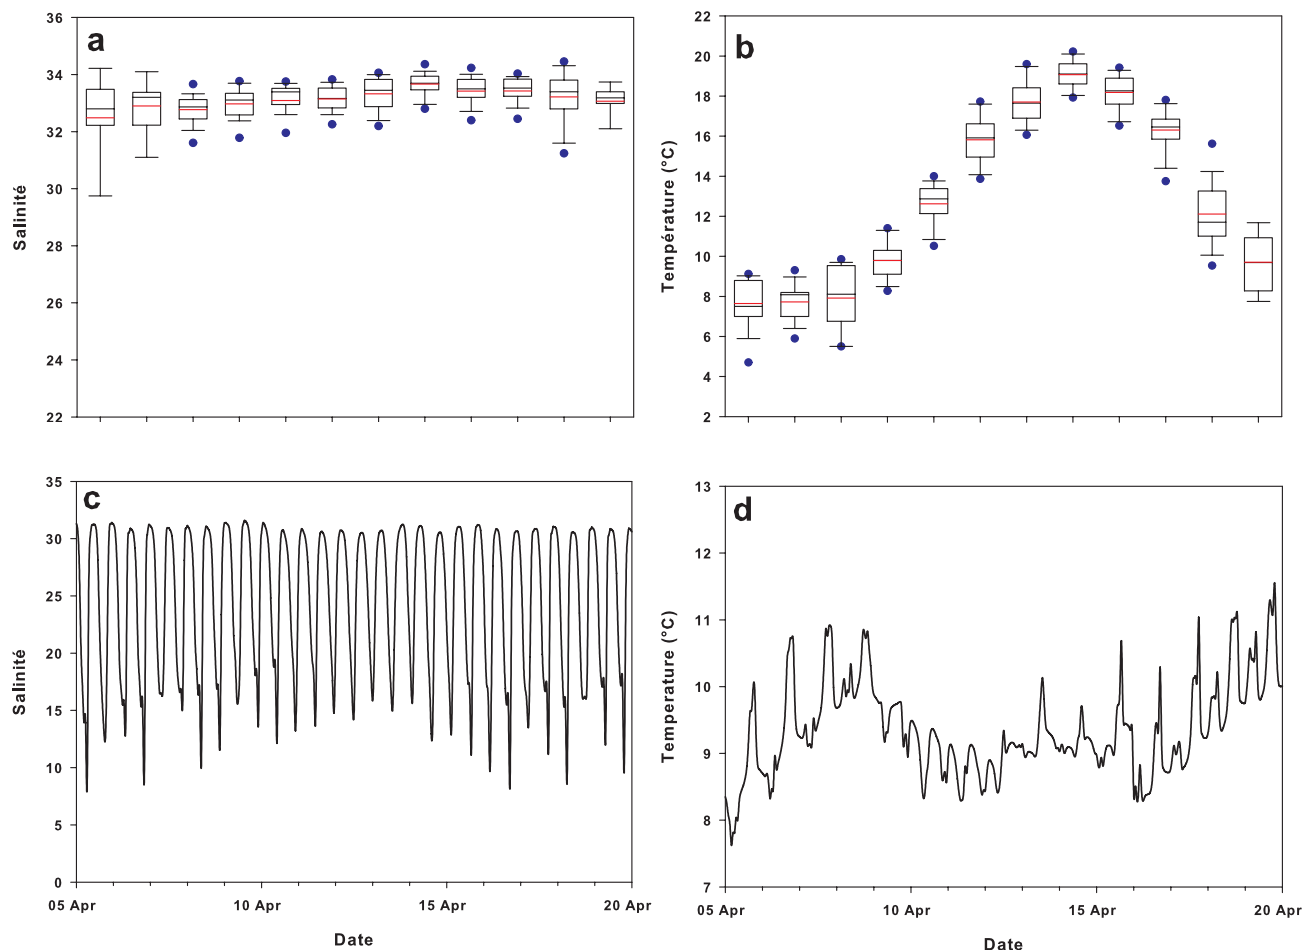 a
36
34
32
30
28
26
24
22
Salinité
b
22
20
18
16
14
12
10
8
6
4
2
Température (°C)
c
35
30
25
20
15
10
5
0
Salinité
05 Apr
10 Apr
15 Apr
20 Apr
Date
d
13
12
11
10
9
8
7
Temperature (°C)
05 Apr
10 Apr
15 Apr
20 Apr
Date